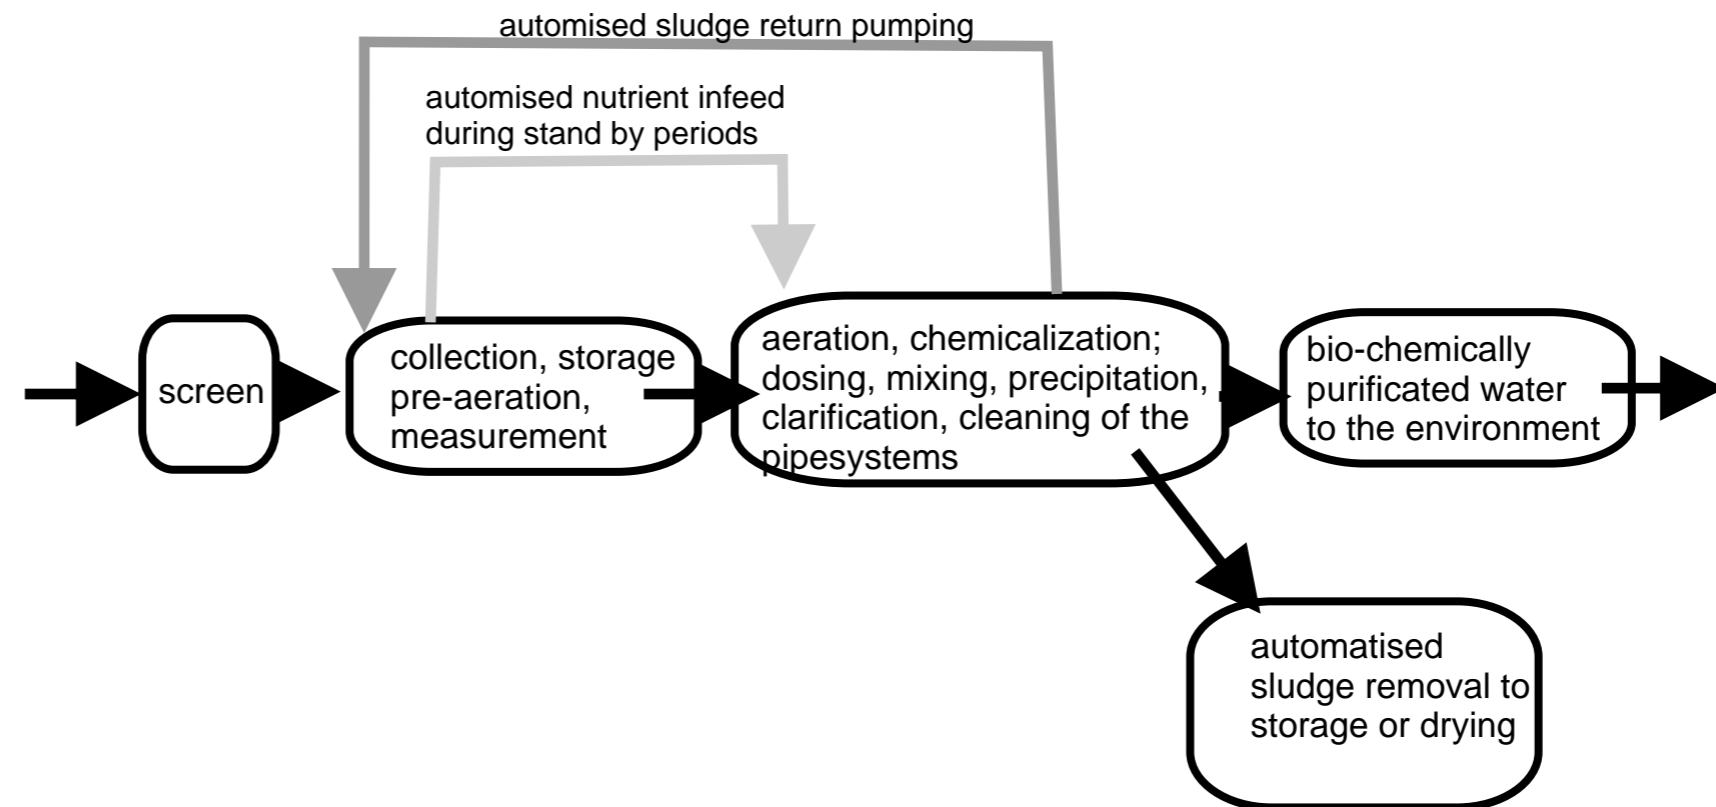 automised sludge return pumping
automised nutrient infeed
during stand by periods
screen
collection, storage
pre-aeration,
measurement
aeration, chemicalization;
dosing, mixing, precipitation,
clarification, cleaning of the
pipesystems
bio-chemically
purificated water
to the environment
automatised
sludge removal to
storage or drying